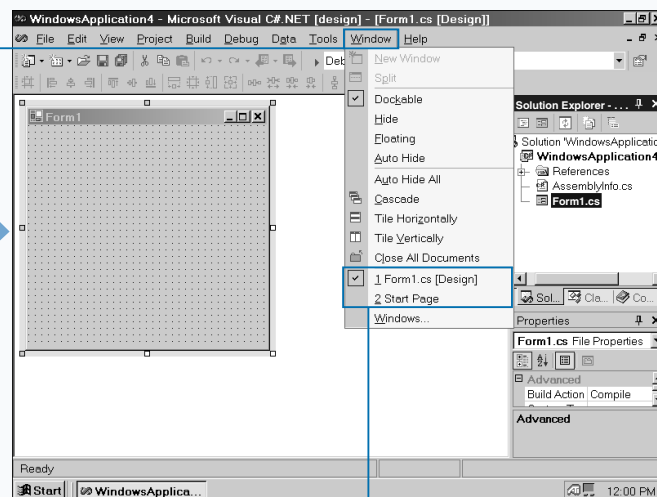 WindowsApplication4 - Microsoft Visual C#.NET [design] - [Form1.cs [Design]]
File Edit View Project Build Debug Data Tools Window Help
Deb
New Window
Split
Dockable
Hide
Floating
Auto Hide
Auto Hide All
Cascade
Tile Horizontally
Tile Vertically
Close All Documents
1 Form1.cs [Design]
2 Start Page
Windows...
Form1
Solution Explorer - ...
Solution 'WindowsApplicatio
WindowsApplication4
References
AssemblyInfo.cs
Form1.cs
Sol... Cla... Co...
Properties
Form1.cs File Properties
Advanced
Build Action Compile
Advanced
Ready
Start WindowsApplica... 12:00 PM